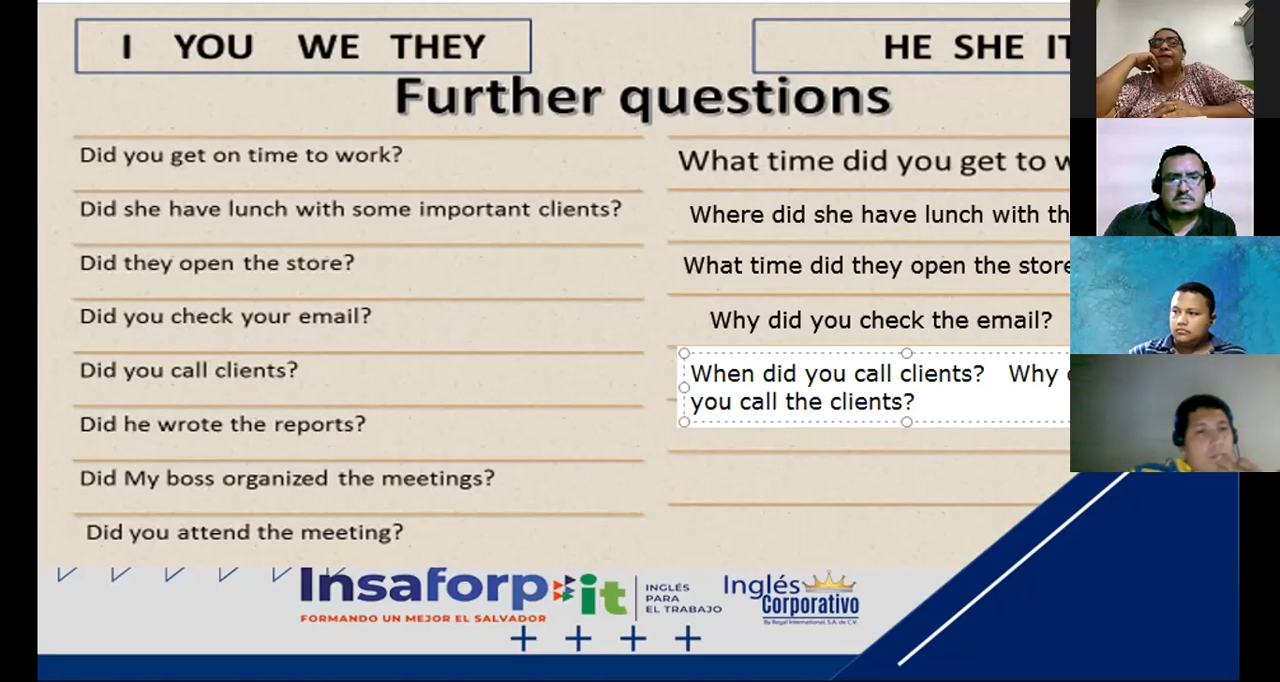 I YOU WE THEY
HE SHE IT
Further questions
Did you get on time to work?
What time did you get to w
Did she have lunch with some important clients?
Where did she have lunch with th
Did they open the store?
What time did they open the store
Did you check your email?
Why did you check the email?
Did you call clients?
When did you call clients? Why
you call the clients?
Did he wrote the reports?
Did My boss organized the meetings?
Did you attend the meeting?
Insaforp
FORMANDO UN MEJOR EL SALVADOR
it
INGLÉS
PARA
EL TRABAJO
Inglés
Corporativo
By Regal International, S.A. de C.V.